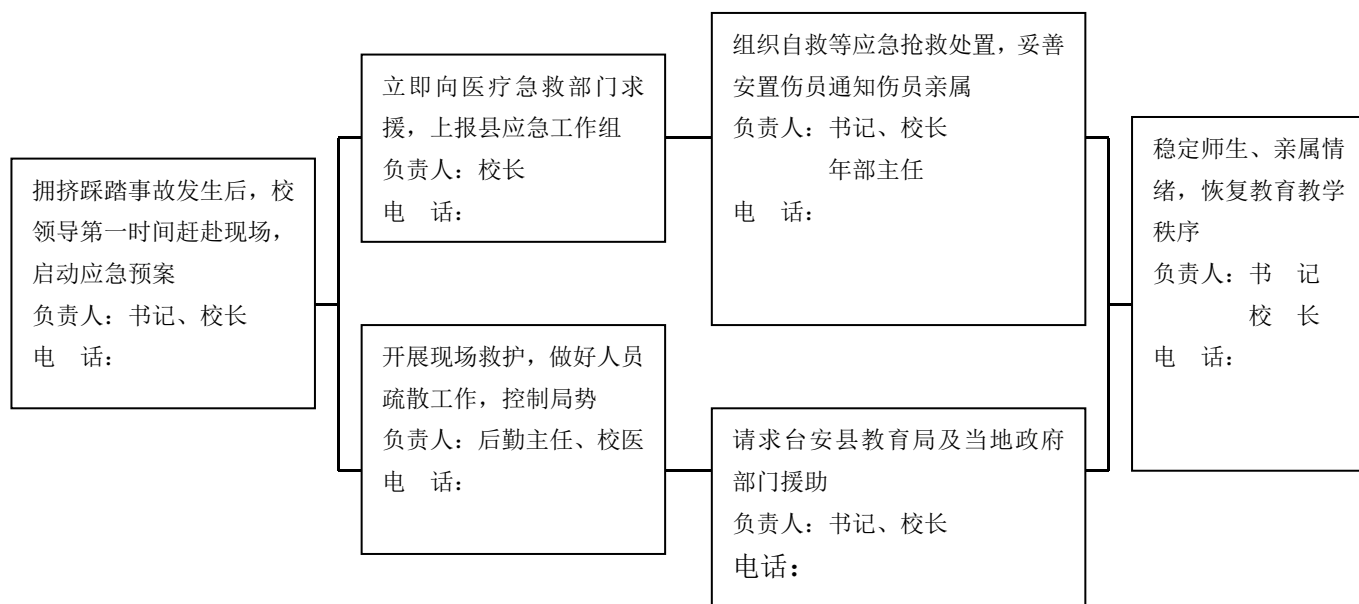 拥挤踩踏事故发生后，校
领导第一时间赶赴现场，
启动应急预案
负责人：书记、校长
电　话：
立即向医疗急救部门求
援，上报县应急工作组
负责人：校长
电　话：
开展现场救护，做好人员
疏散工作，控制局势
负责人：后勤主任、校医
电　话：
组织自救等应急抢救处置，妥善
安置伤员通知伤员亲属
负责人：书记、校长
年部主任
电　话：
请求台安县教育局及当地政府
部门援助
负责人：书记、校长
电话：
稳定师生、亲属情
绪，恢复教育教学
秩序
负责人：书　记
校　长
电　话：